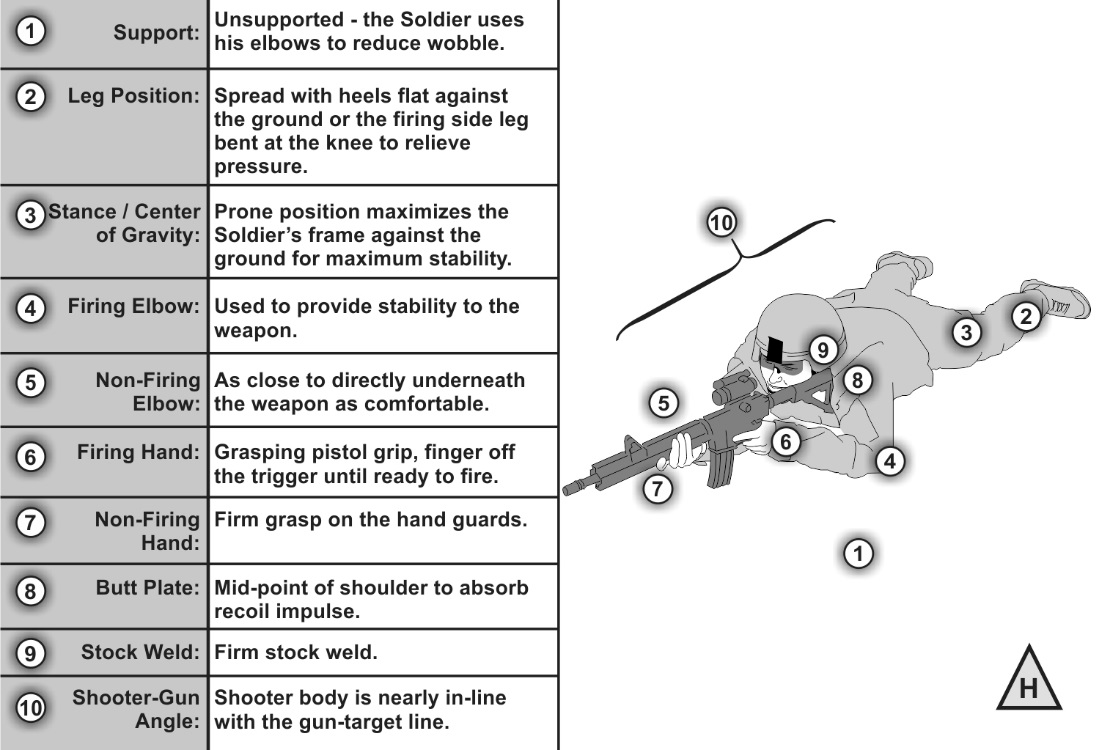 1 Support: Unsupported - the Soldier uses
his elbows to reduce wobble.
2 Leg Position: Spread with heels flat against
the ground or the firing side leg
bent at the knee to relieve
pressure.
3 Stance / Center Prone position maximizes the
of Gravity: Soldier’s frame against the
ground for maximum stability.
4 Firing Elbow: Used to provide stability to the
weapon.
5 Non-Firing As close to directly underneath
Elbow: the weapon as comfortable.
6 Firing Hand: Grasping pistol grip, finger off
the trigger until ready to fire.
7 Non-Firing Firm grasp on the hand guards.
Hand:
8 Butt Plate: Mid-point of shoulder to absorb
recoil impulse.
9 Stock Weld: Firm stock weld.
10 Shooter-Gun Shooter body is nearly in-line
Angle: with the gun-target line.
10
2
3
9
8
5
6
4
7
1
H